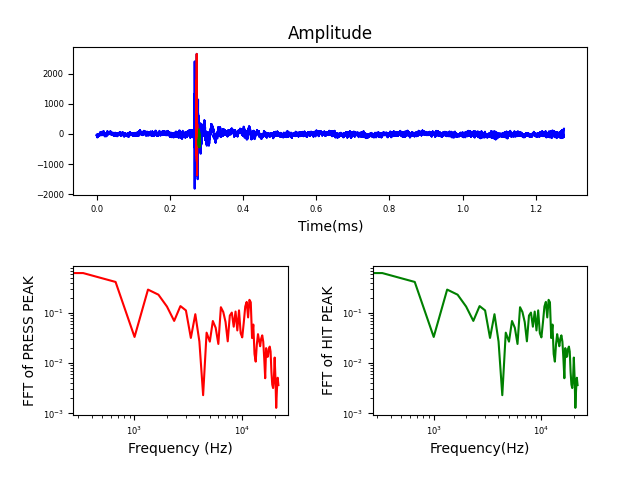 Amplitude
2000
1000
0
−1000
−2000
0.0 0.2 0.4 0.6 0.8 1.0 1.2
Time(ms)
FFT of PRESS PEAK
10⁻¹
10⁻²
10⁻³
10³ 10⁴
Frequency (Hz)
FFT of HIT PEAK
10⁻¹
10⁻²
10⁻³
10³ 10⁴
Frequency(Hz)